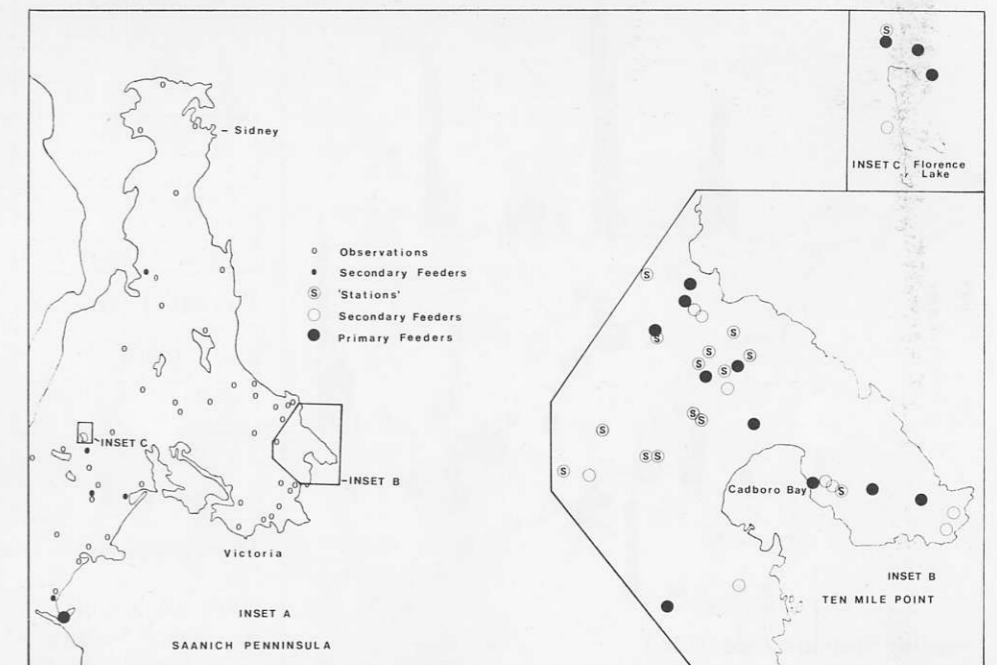 Sidney
Observations
Secondary Feeders
S 'Stations'
Secondary Feeders
Primary Feeders
INSET C
INSET B
Victoria
INSET A
SAANICH PENNINSULA
S
INSET C, Florence
Lake
S
S
S
S
S
S
S
S
S
S
S S
S
Cadboro Bay
S
INSET B
TEN MILE POINT